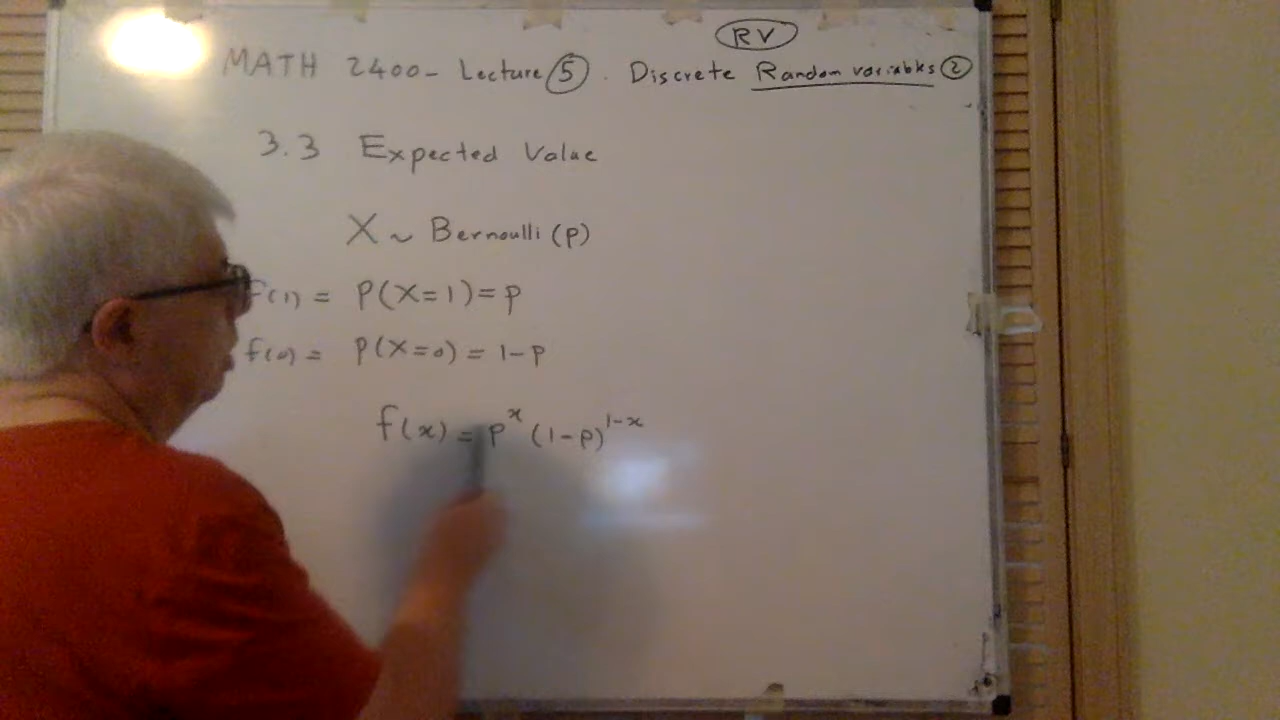 RV
MATH 2400- Lecture 5. Discrete Random variables 2
3.3 Expected Value
X ~ Bernoulli (p)
f(1) = P(X=1)=p
f(0) = P(X=0) = 1-p
f(x) = p^x (1-p)^{1-x}